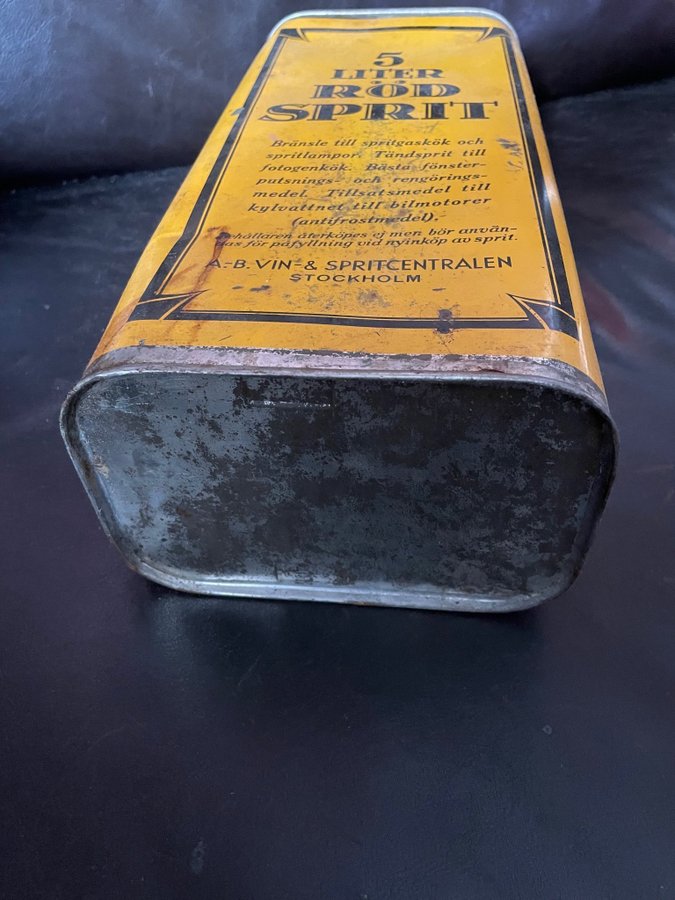 5
LITER
RÖD
SPRIT
Bränsle till spritgaskök och
spritlampor. Tändsprit till
fotogenkök. Bästa fönster-
putsnings- och rengörings-
medel. Tillsatsmedel till
kylvattnet till bilmotorer
(antifrostmedel).-
återköpes ej men bör använ-
das för påfyllning vid nyinköp av sprit.
A.-B. VIN- & SPRITCENTRALEN
STOCKHOLM